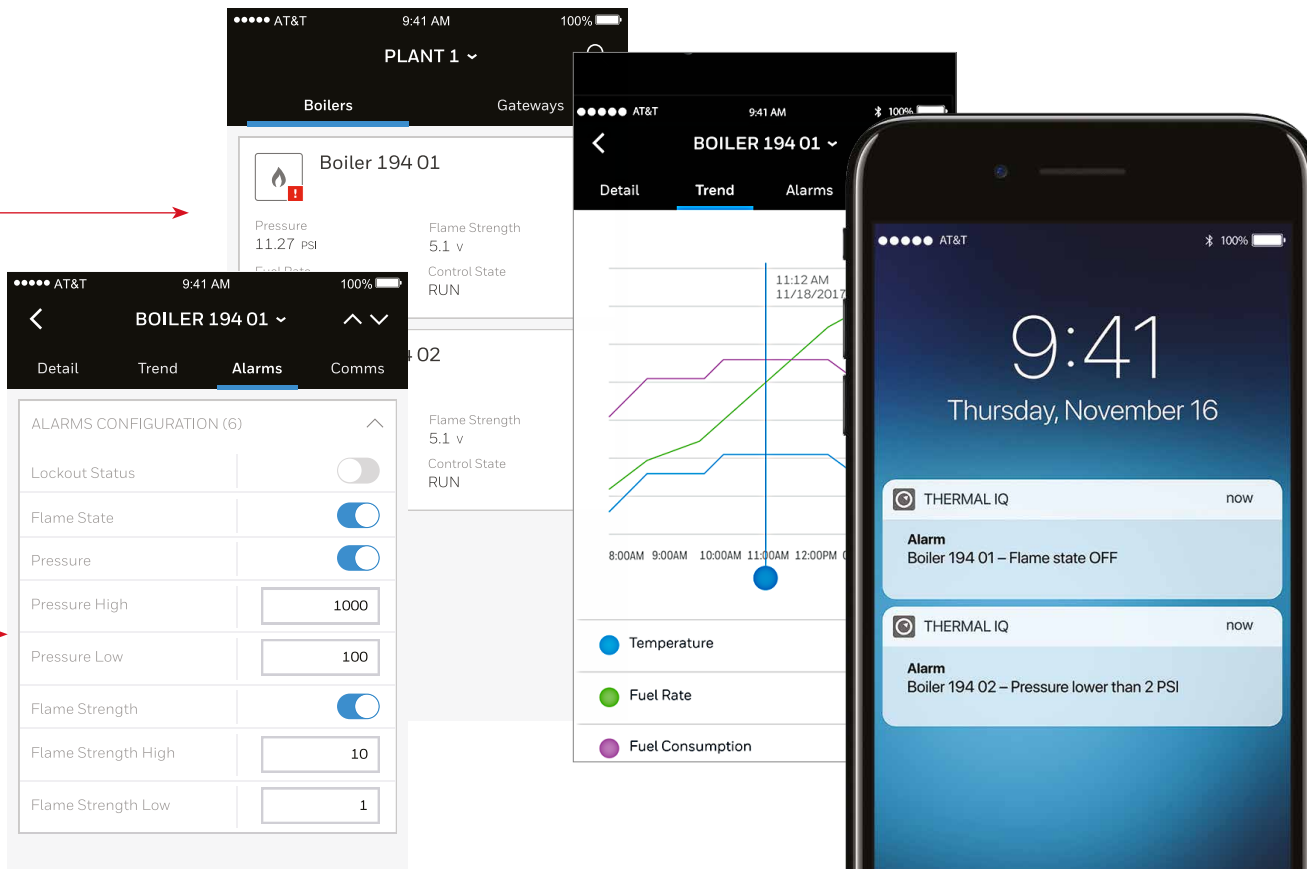 AT&T 9:41 AM 100%
PLANT 1
Boilers Gateways
Boiler 194 01
Pressure Flame Strength
11.27 PSI 5.1 V
Fuel Rate Control State
RUN
02
Flame Strength
5.1 V
Control State
RUN
AT&T 9:41 AM 100%
BOILER 194 01
Detail Trend Alarms Comms
ALARMS CONFIGURATION (6)
Lockout Status
Flame State
Pressure
Pressure High 1000
Pressure Low 100
Flame Strength
Flame Strength High 10
Flame Strength Low 1
AT&T 9:41 AM 100%
BOILER 194 01
Detail Trend Alarms
11:12 AM
11/18/2017
8:00AM 9:00AM 10:00AM 11:00AM 12:00PM
Temperature
Fuel Rate
Fuel Consumption
AT&T 100%
9:41
Thursday, November 16
THERMAL IQ now
Alarm
Boiler 194 01 – Flame state OFF
THERMAL IQ now
Alarm
Boiler 194 02 – Pressure lower than 2 PSI